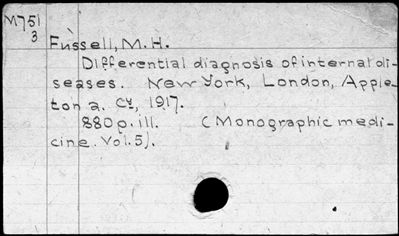 M751
3
Fussell, M.H.
Differential diagnosis of internal di-
seases. New York, London, Apple-
ton a. Cy, 1917.
880 p. ill. (Monographic medi-
cine. Vol. 5).